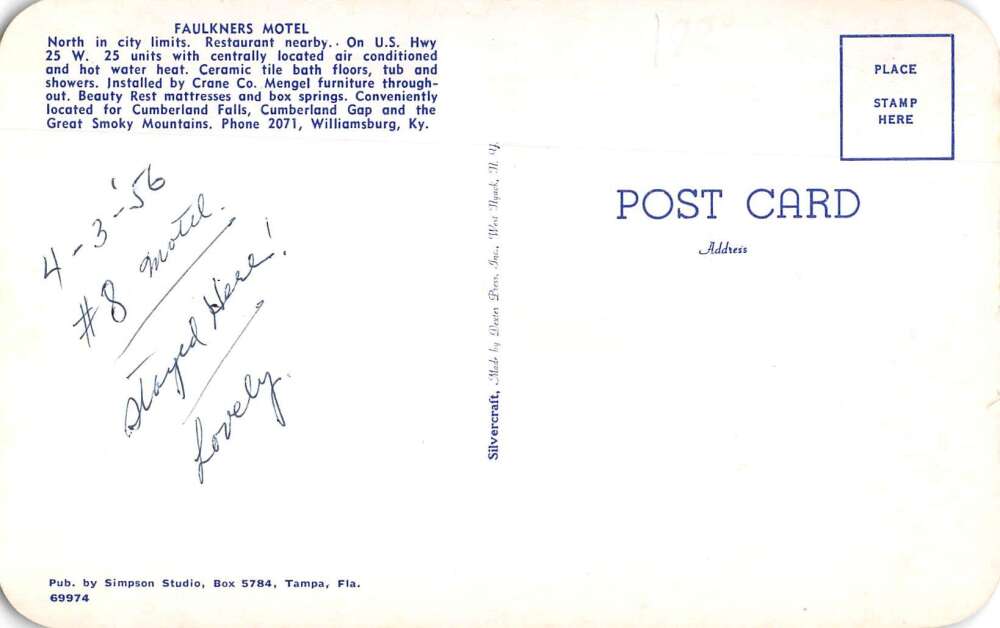 FAULKNERS MOTEL
North in city limits. Restaurant nearby. . On U.S. Hwy
25 W. 25 units with centrally located air conditioned
and hot water heat. Ceramic tile bath floors, tub and
showers. Installed by Crane Co. Mengel furniture through-
out. Beauty Rest mattresses and box springs. Conveniently
located for Cumberland Falls, Cumberland Gap and the
Great Smoky Mountains. Phone 2071, Williamsburg, Ky.
4-3-'56
#8 Motel.
Stayed Here!
Lovely.
Pub. by Simpson Studio, Box 5784, Tampa, Fla.
69974
Silvercraft, Made by Dexter Press, Inc., West Nyack, N. Y.
PLACE
STAMP
HERE
POST CARD
Address